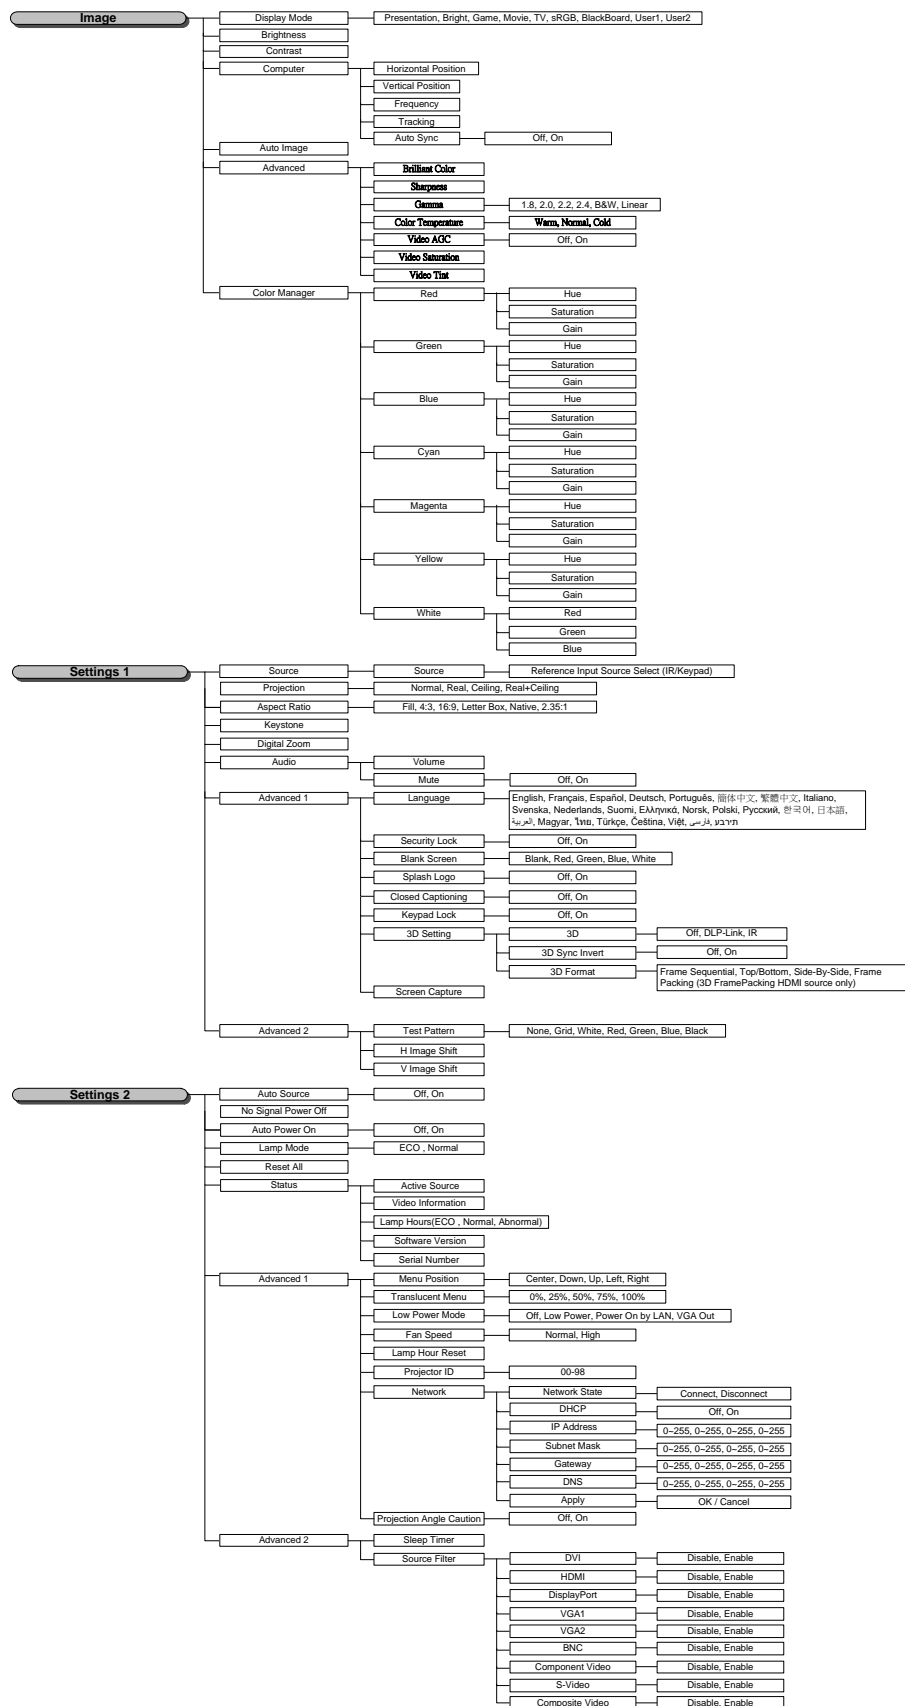 Image
Display Mode
Presentation, Bright, Game, Movie, TV, sRGB, BlackBoard, User1, User2
Brightness
Contrast
Computer
Horizontal Position
Vertical Position
Frequency
Tracking
Auto Sync
Off, On
Auto Image
Advanced
Brilliant Color
Sharpness
Gamma
1.8, 2.0, 2.2, 2.4, B&W, Linear
Color Temperature
Warm, Normal, Cold
Video AGC
Off, On
Video Saturation
Video Tint
Color Manager
Red
Hue
Saturation
Gain
Green
Hue
Saturation
Gain
Blue
Hue
Saturation
Gain
Cyan
Hue
Saturation
Gain
Magenta
Hue
Saturation
Gain
Yellow
Hue
Saturation
Gain
White
Red
Green
Blue
Settings 1
Source
Source
Reference Input Source Select (IR/Keypad)
Projection
Normal, Real, Ceiling, Real+Ceiling
Aspect Ratio
Fill, 4:3, 16:9, Letter Box, Native, 2.35:1
Keystone
Digital Zoom
Audio
Volume
Mute
Off, On
Advanced 1
Language
English, Français, Español, Deutsch, Português, 簡体中文, 繁體中文, Italiano,
Svenska, Nederlands, Suomi, Ελληνικά, Norsk, Polski, Русский, 한국어, 日本語,
العربية, Magyar, ไทย, Türkçe, Čeština, Việt, فارسی, תירבע
Security Lock
Off, On
Blank Screen
Blank, Red, Green, Blue, White
Splash Logo
Off, On
Closed Captioning
Off, On
Keypad Lock
Off, On
3D Setting
3D
Off, DLP-Link, IR
3D Sync Invert
Off, On
3D Format
Frame Sequential, Top/Bottom, Side-By-Side, Frame
Packing (3D FramePacking HDMI source only)
Screen Capture
Advanced 2
Test Pattern
None, Grid, White, Red, Green, Blue, Black
H Image Shift
V Image Shift
Settings 2
Auto Source
Off, On
No Signal Power Off
Auto Power On
Off, On
Lamp Mode
ECO , Normal
Reset All
Status
Active Source
Video Information
Lamp Hours(ECO , Normal, Abnormal)
Software Version
Serial Number
Advanced 1
Menu Position
Center, Down, Up, Left, Right
Translucent Menu
0%, 25%, 50%, 75%, 100%
Low Power Mode
Off, Low Power, Power On by LAN, VGA Out
Fan Speed
Normal, High
Lamp Hour Reset
Projector ID
00-98
Network
Network State
Connect, Disconnect
DHCP
Off, On
IP Address
0~255, 0~255, 0~255, 0~255
Subnet Mask
0~255, 0~255, 0~255, 0~255
Gateway
0~255, 0~255, 0~255, 0~255
DNS
0~255, 0~255, 0~255, 0~255
Apply
OK / Cancel
Projection Angle Caution
Off, On
Advanced 2
Sleep Timer
Source Filter
DVI
Disable, Enable
HDMI
Disable, Enable
DisplayPort
Disable, Enable
VGA1
Disable, Enable
VGA2
Disable, Enable
BNC
Disable, Enable
Component Video
Disable, Enable
S-Video
Disable, Enable
Composite Video
Disable, Enable